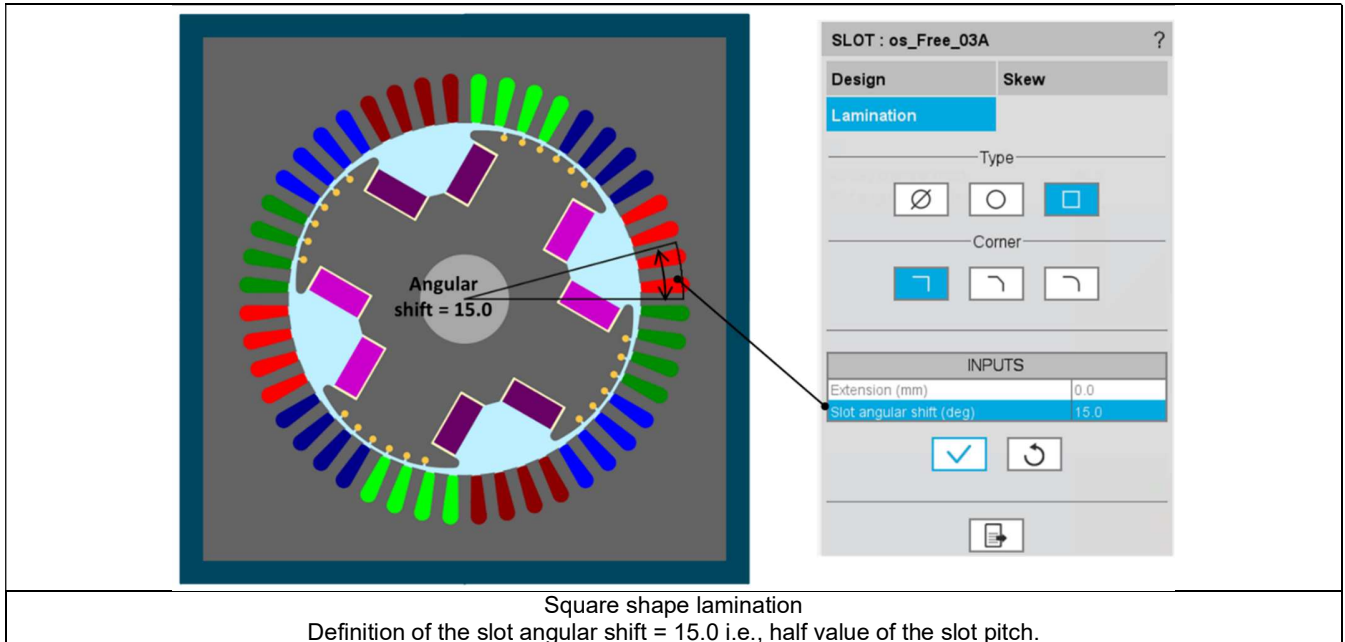 SLOT : os_Free_03A ?
Design Skew
Lamination
Type
Corner
Angular
shift = 15.0
INPUTS
Extension (mm) 0.0
Slot angular shift (deg) 15.0
Square shape lamination
Definition of the slot angular shift = 15.0 i.e., half value of the slot pitch.